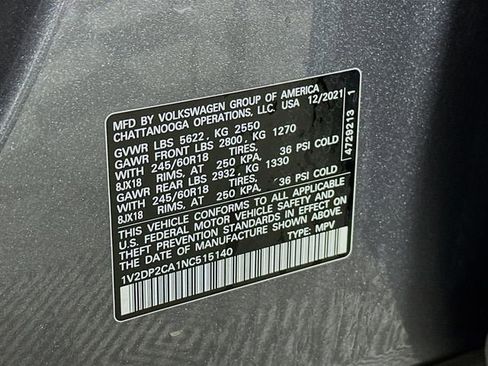 MFD BY VOLKSWAGEN GROUP OF AMERICA
CHATTANOOGA OPERATIONS, LLC. USA 12/2021
GVWR LBS 5622, KG 2550
GAWR FRONT LBS 2800, KG 1270
WITH 245/60R18 TIRES, 36 PSI COLD
8JX18 RIMS, AT 250 KPA,
GAWR REAR LBS 2932, KG 1330
WITH 245/60R18 TIRES, 36 PSI COLD
8JX18 RIMS, AT 250 KPA,
THIS VEHICLE CONFORMS TO ALL APPLICABLE
U.S. FEDERAL MOTOR VEHICLE SAFETY AND
THEFT PREVENTION STANDARDS IN EFFECT ON
THE DATE OF MANUFACTURE SHOWN ABOVE.
1V2DP2CA1NC515140 TYPE: MPV
4729213 1